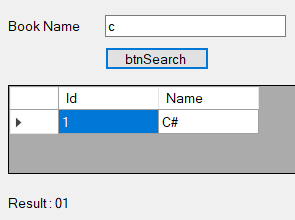 Book Name c
btnSearch
Id Name
1 C#
Result : 01